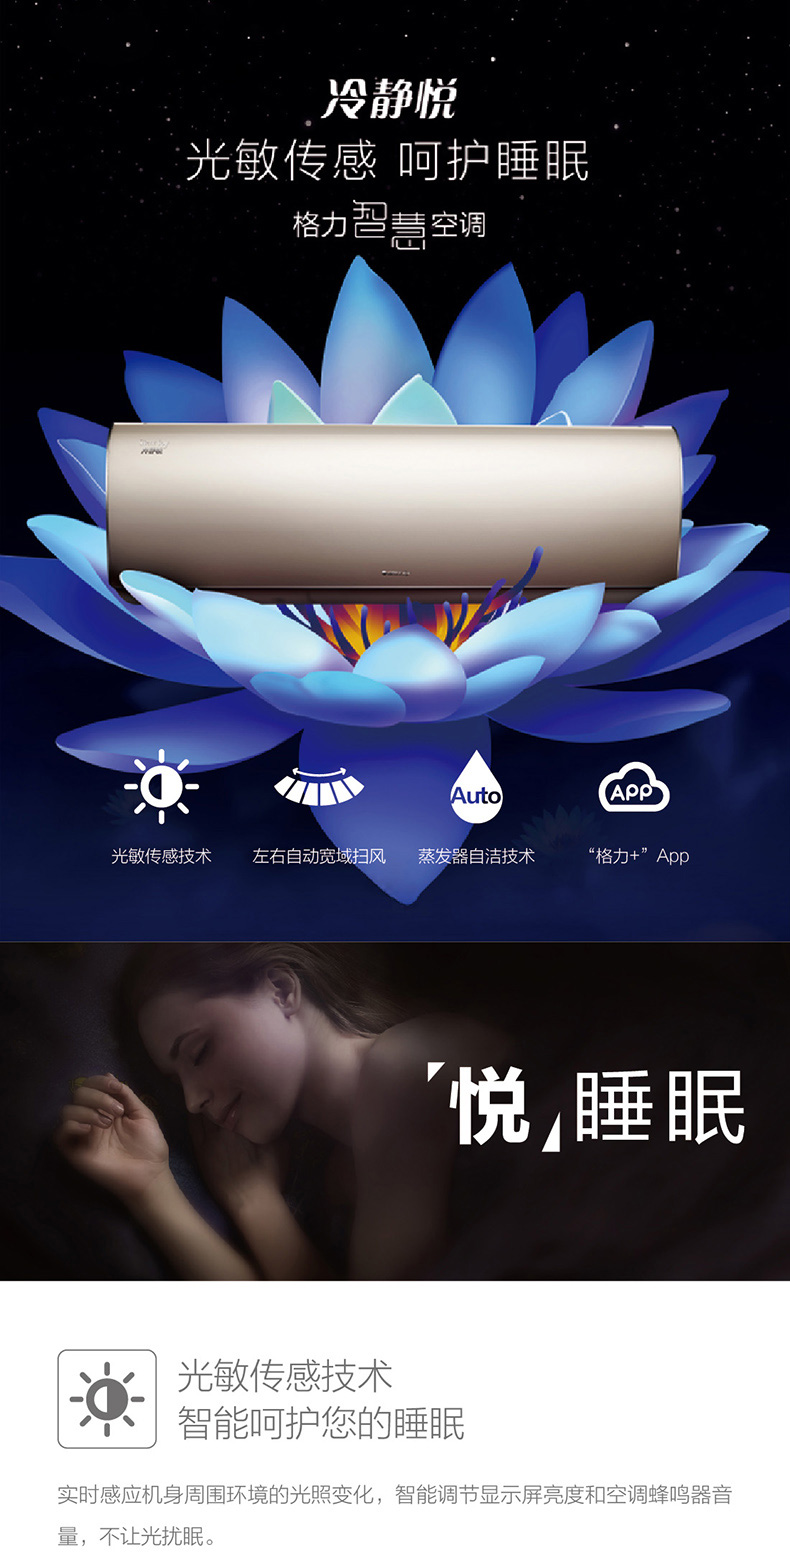 冷静悦
光敏传感 呵护睡眠
格力智慧空调
Auto
APP
光敏传感技术
左右自动宽域扫风
蒸发器自洁技术
“格力+”App
「悦」睡眠
光敏传感技术
智能呵护您的睡眠
实时感应机身周围环境的光照变化，智能调节显示屏亮度和空调蜂鸣器音
量，不让光扰眠。